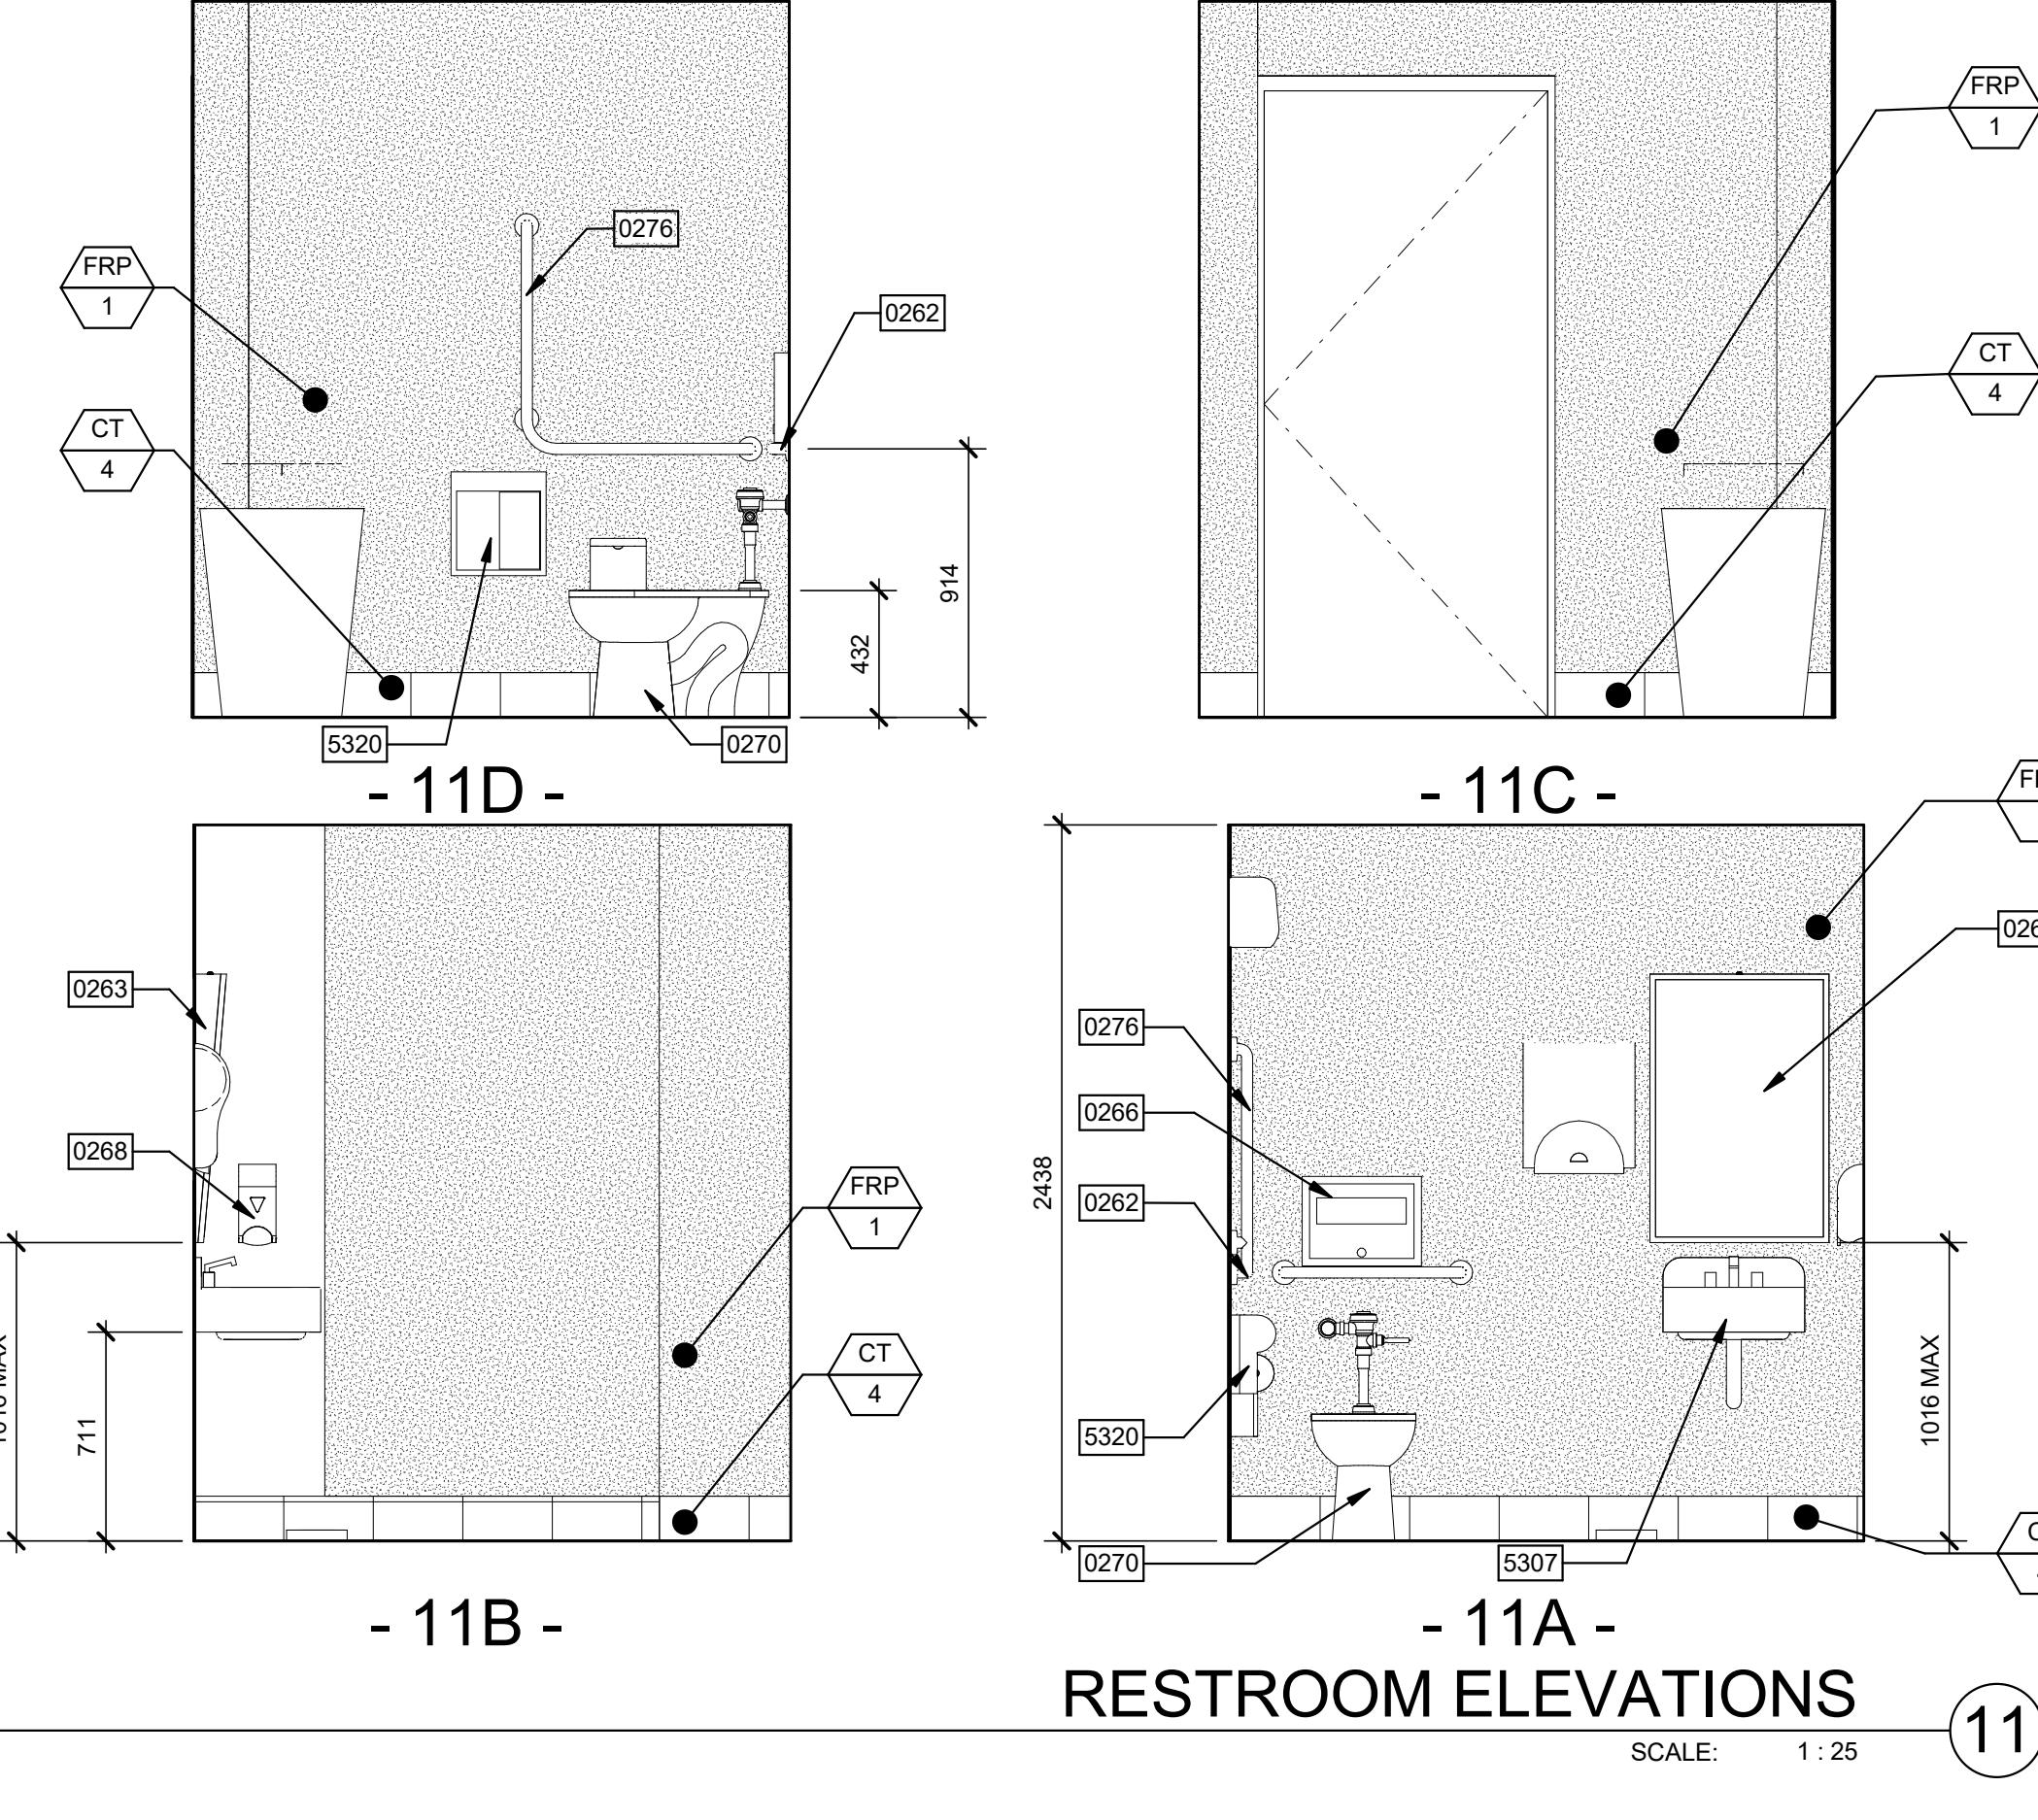 FRP
1
CT
4
0276
0262
914
432
5320
0270
- 11D -
FRP
1
CT
4
- 11C -
0263
0268
711
FRP
1
CT
4
- 11B -
2438
0276
0266
0262
5320
0270
5307
1016 MAX
- 11A -
RESTROOM ELEVATIONS
11
SCALE: 1 : 25